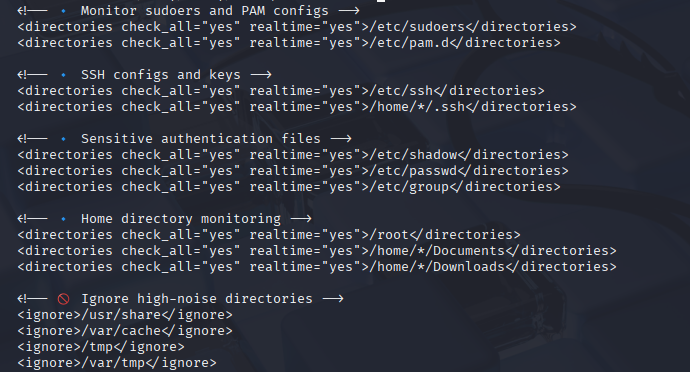 <!-- 🔹 Monitor sudoers and PAM configs -->
<directories check_all="yes" realtime="yes">/etc/sudoers</directories>
<directories check_all="yes" realtime="yes">/etc/pam.d</directories>
<!-- 🔹 SSH configs and keys -->
<directories check_all="yes" realtime="yes">/etc/ssh</directories>
<directories check_all="yes" realtime="yes">/home/*/.ssh</directories>
<!-- 🔹 Sensitive authentication files -->
<directories check_all="yes" realtime="yes">/etc/shadow</directories>
<directories check_all="yes" realtime="yes">/etc/passwd</directories>
<directories check_all="yes" realtime="yes">/etc/group</directories>
<!-- 🔹 Home directory monitoring -->
<directories check_all="yes" realtime="yes">/root</directories>
<directories check_all="yes" realtime="yes">/home/*/Documents</directories>
<directories check_all="yes" realtime="yes">/home/*/Downloads</directories>
<!-- 🚫 Ignore high-noise directories -->
<ignore>/usr/share</ignore>
<ignore>/var/cache</ignore>
<ignore>/tmp</ignore>
<ignore>/var/tmp</ignore>